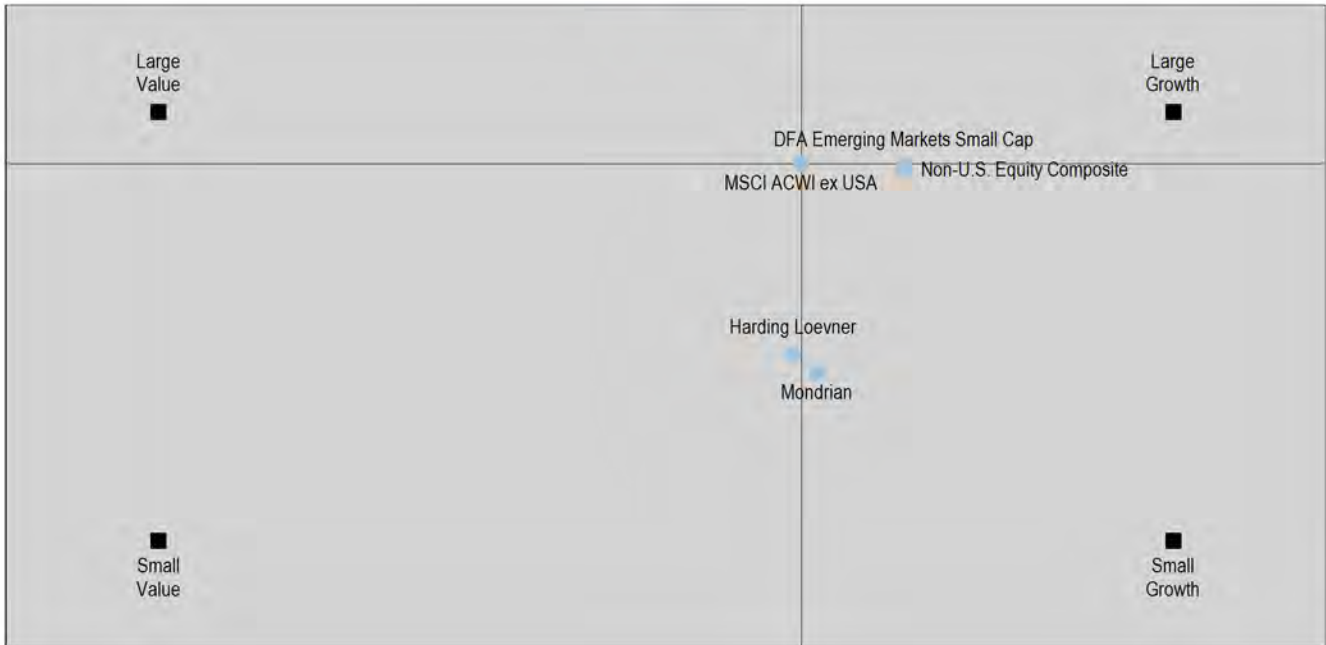 Large
Value
Large
Growth
DFA Emerging Markets Small Cap
Non-U.S. Equity Composite
MSCI ACWI ex USA
Harding Loevner
Mondrian
Small
Value
Small
Growth